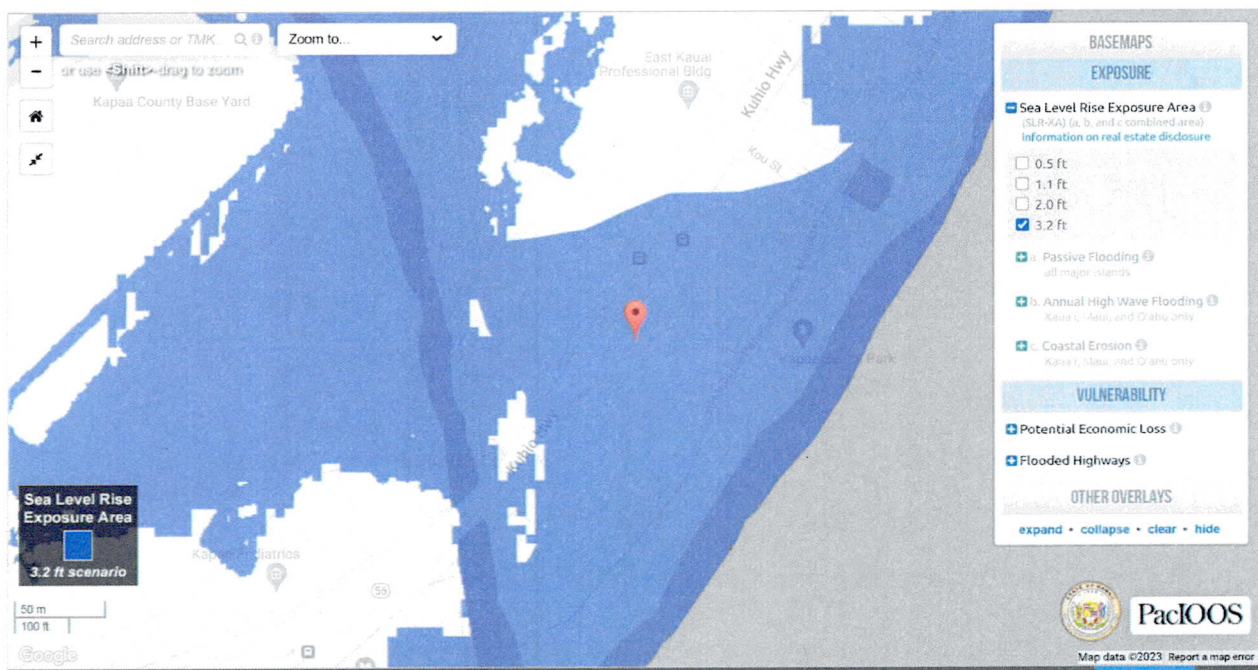 +
Search address or TMK.
Zoom to...
−
or use <Shift>-drag to zoom
Kapaa County Base Yard
East Kauai
Professional Bldg
Kuhio Hwy
Kou St
Park
Kuhio Hwy
Sea Level Rise
Exposure Area
3.2 ft scenario
56
50 m
100 ft
Google
BASEMAPS
EXPOSURE
Sea Level Rise Exposure Area
(SLR-XA) (a, b, and c combined area)
Information on real estate disclosure
0.5 ft
1.1 ft
2.0 ft
3.2 ft
a. Passive Flooding
all major islands
b. Annual High Wave Flooding
Kaua'i, Maui, and O'ahu only
c. Coastal Erosion
Kaua'i, Maui, and O'ahu only
VULNERABILITY
Potential Economic Loss
Flooded Highways
OTHER OVERLAYS
expand • collapse • clear • hide
PacIOOS
Map data ©2023 Report a map error